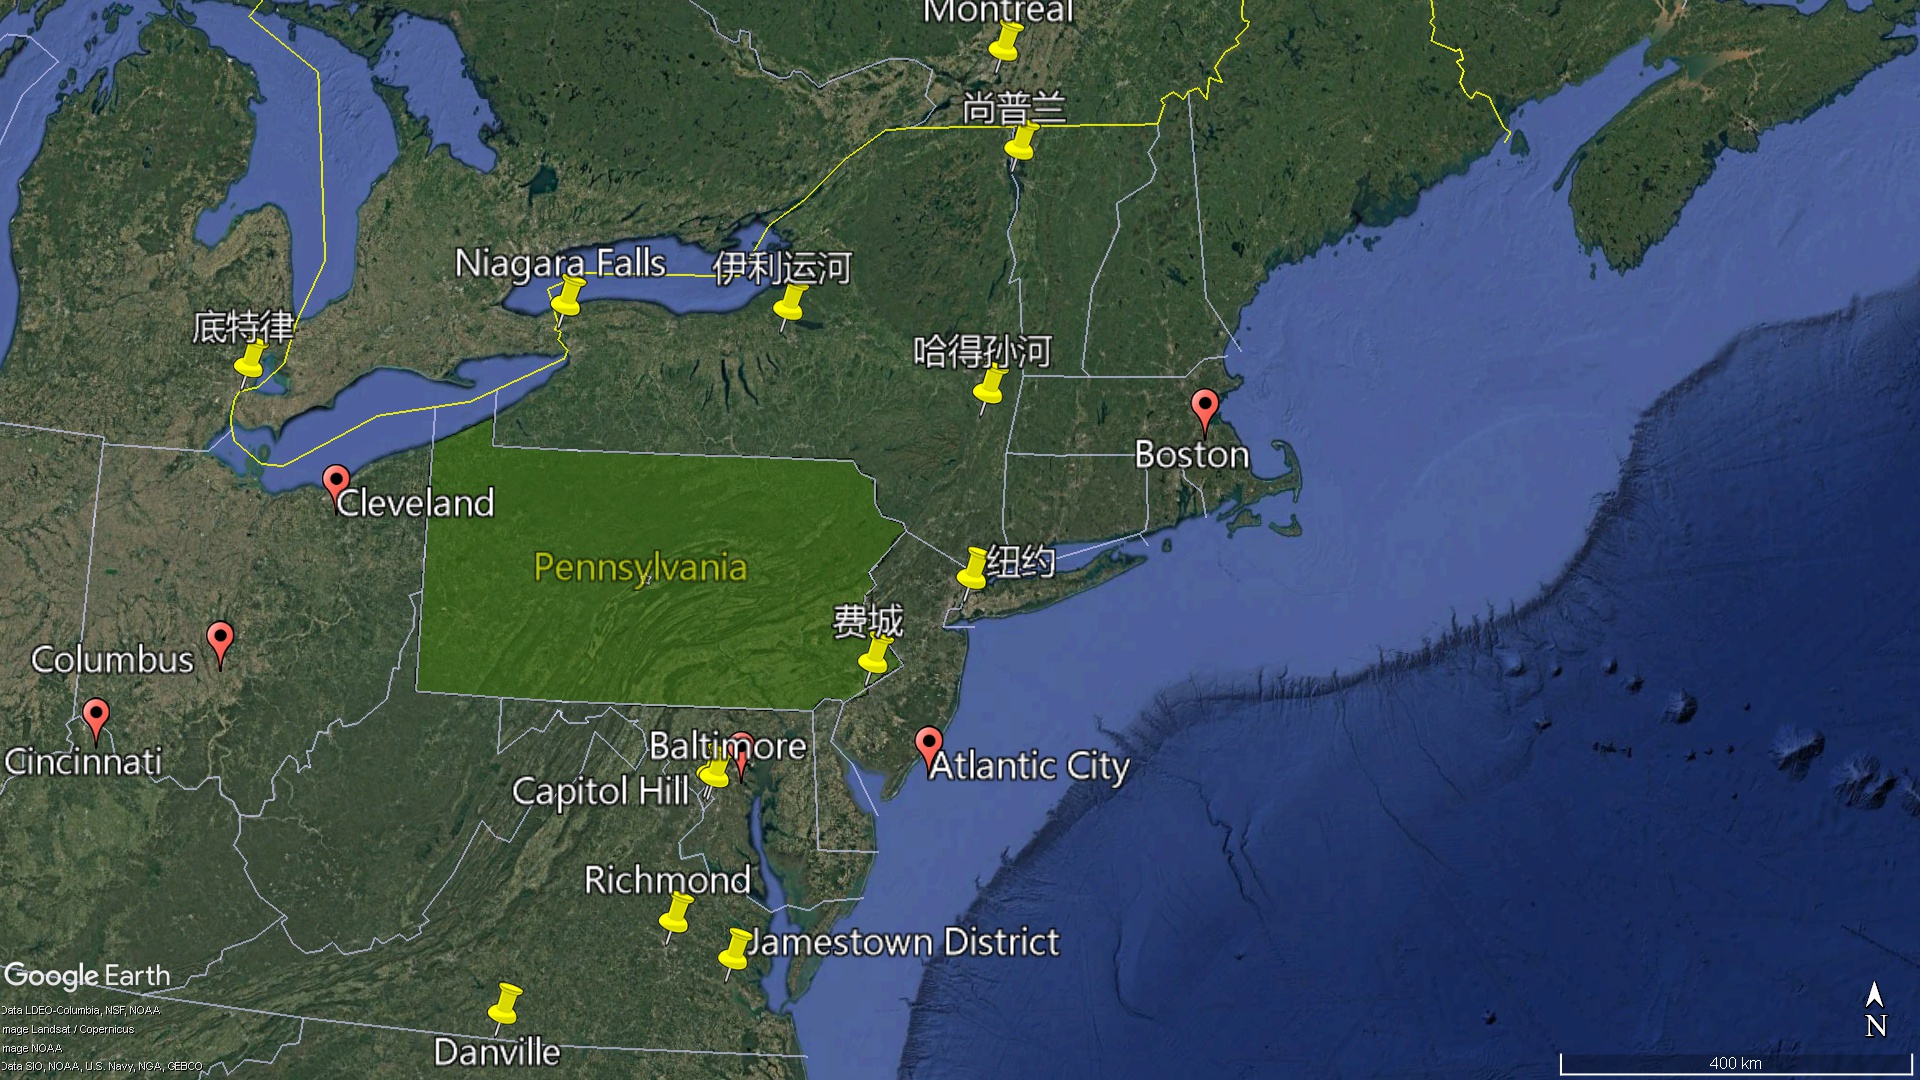 Montreal
尚普兰
Niagara Falls
伊利运河
底特律
哈得孙河
Boston
Cleveland
Pennsylvania
纽约
费城
Columbus
Baltimore
Cincinnati
Atlantic City
Capitol Hill
Richmond
Jamestown District
Danville
Google Earth
Data LDEO-Columbia, NSF, NOAA
Image Landsat / Copernicus
Image NOAA
Data SIO, NOAA, U.S. Navy, NGA, GEBCO
N
400 km